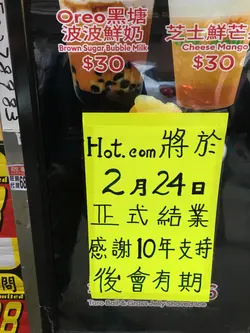 Oreo黑塘
波波鮮奶
Brown Sugar Bubble Milk
$30
芝士鮮芒
Cheese Mango
$30
Hot.com將於
2月24日
正式結業
感謝10年支持
後會有期